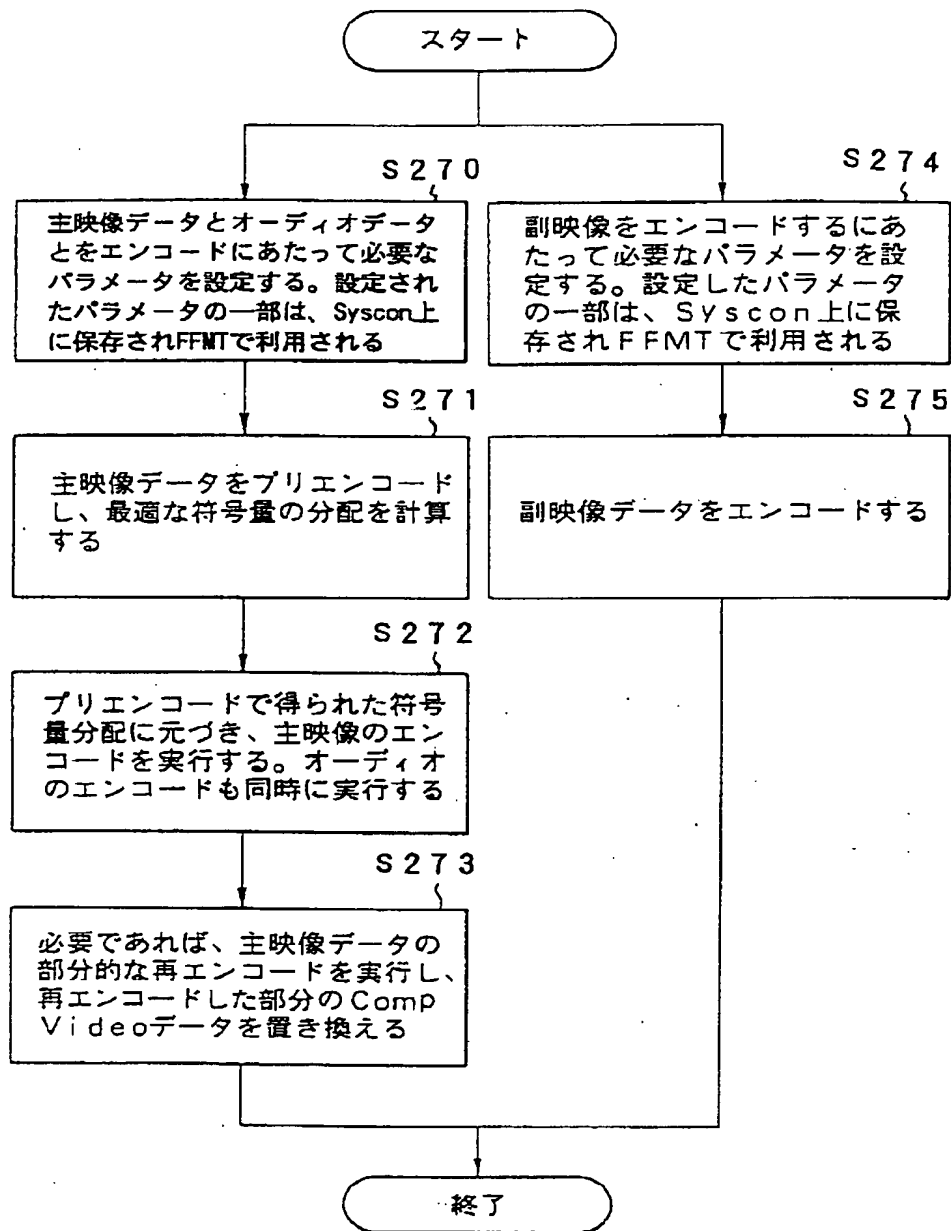 スタート
S270
主映像データとオーディオデータ
とをエンコードにあたって必要な
パラメータを設定する。設定され
たパラメータの一部は、Syscon上
に保存されFFMTで利用される
S271
主映像データをプリエンコード
し、最適な符号量の分配を計算
する
S272
プリエンコードで得られた符号
量分配に元づき、主映像のエン
コードを実行する。オーディオ
のエンコードも同時に実行する
S273
必要であれば、主映像データの
部分的な再エンコードを実行し、
再エンコードした部分のComp
Videoデータを置き換える
S274
副映像をエンコードするにあ
たって必要なパラメータを設
定する。設定したパラメータ
の一部は、Syscon上に保
存されFFMTで利用される
S275
副映像データをエンコードする
終了